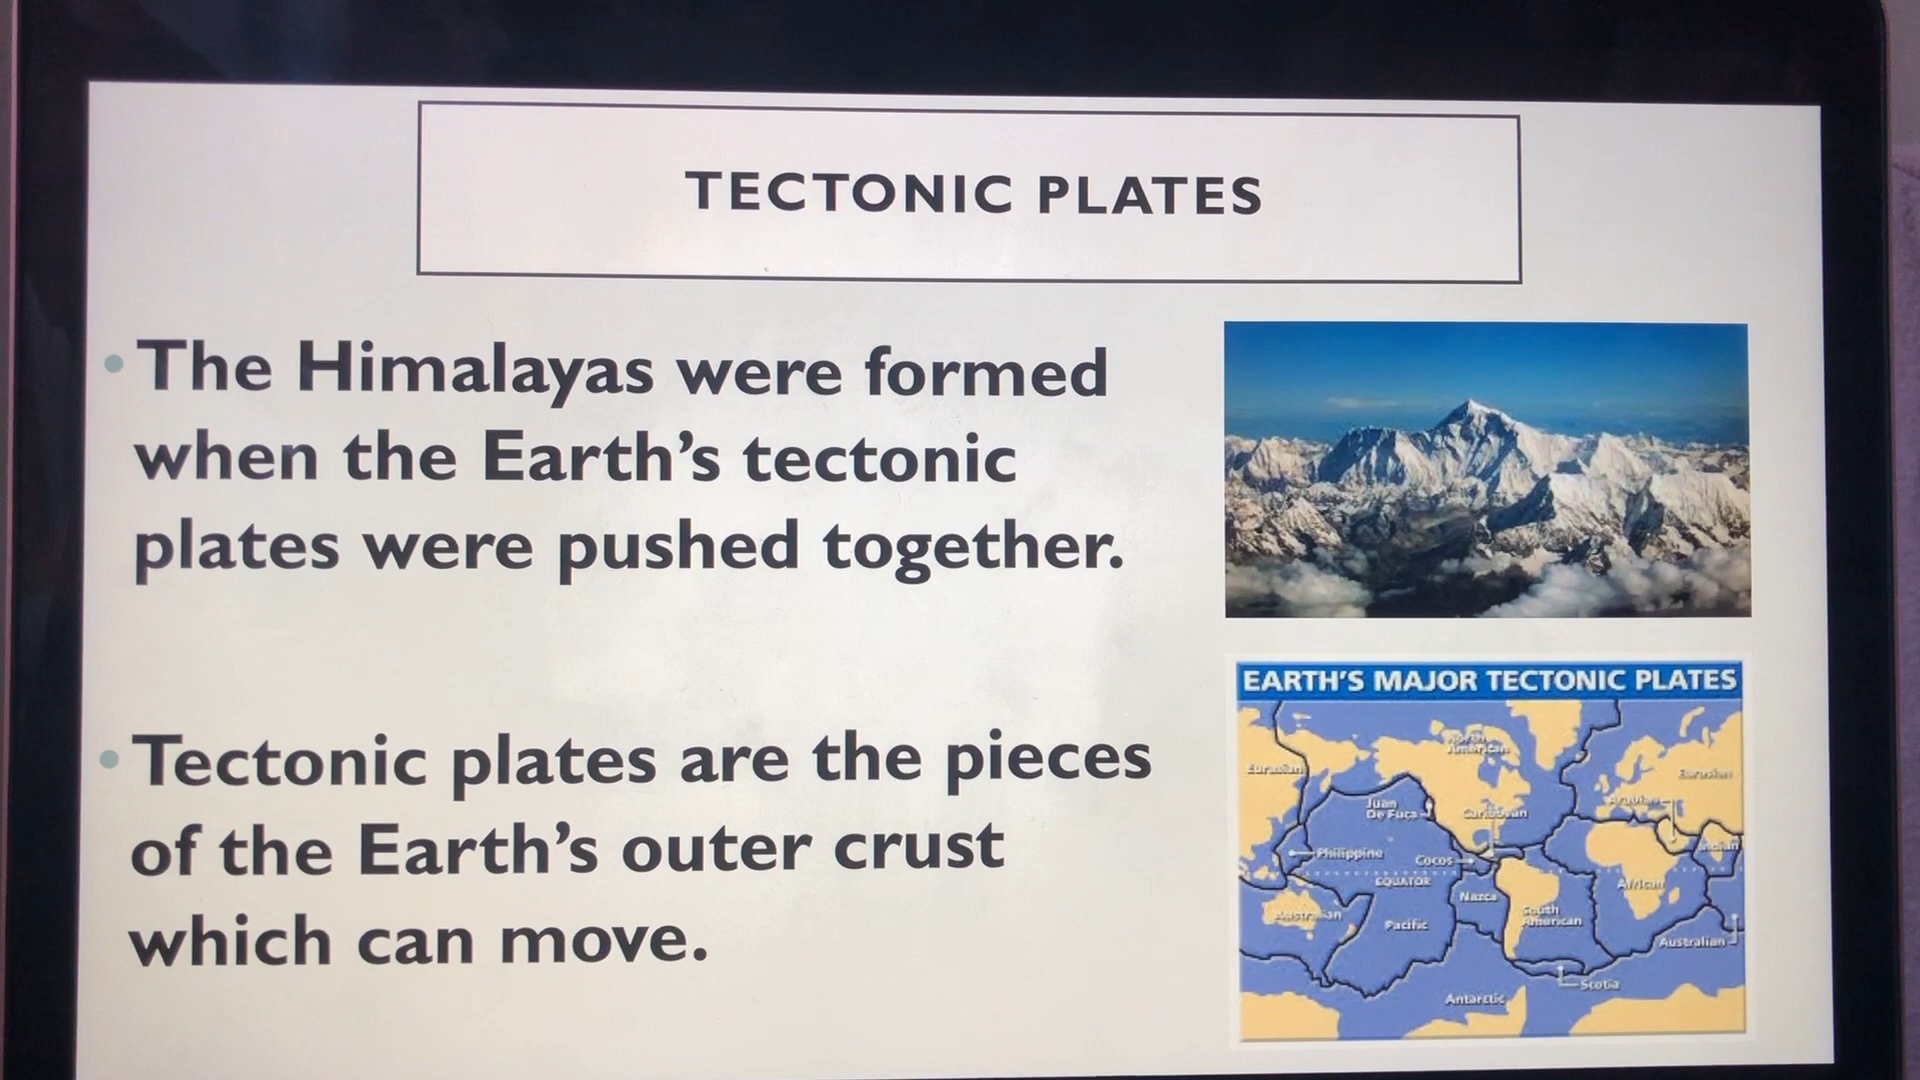 TECTONIC PLATES
• The Himalayas were formed
when the Earth's tectonic
plates were pushed together.
• Tectonic plates are the pieces
of the Earth's outer crust
which can move.
EARTH'S MAJOR TECTONIC PLATES
North
American
Eurasian
Eurasian
Juan
De Fuca
Caribbean
Arabian
Philippine
Cocos
Indian
EQUATOR
Nazca
African
Australian
Pacific
South
American
Australian
Scotia
Antarctic